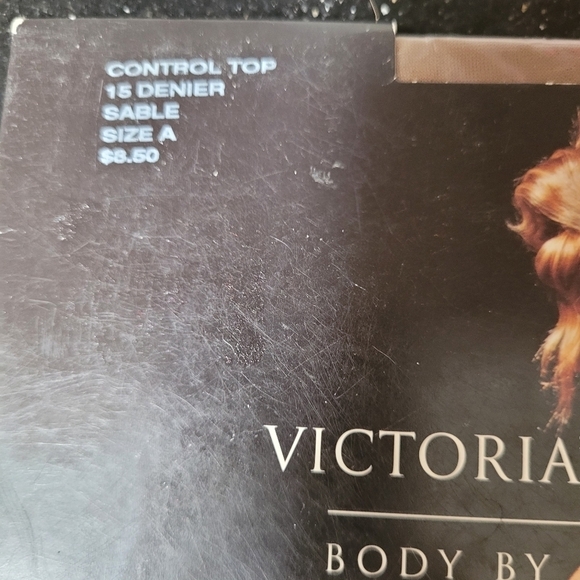 CONTROL TOP
15 DENIER
SABLE
SIZE A
$8.50
VICTORIA
BODY BY